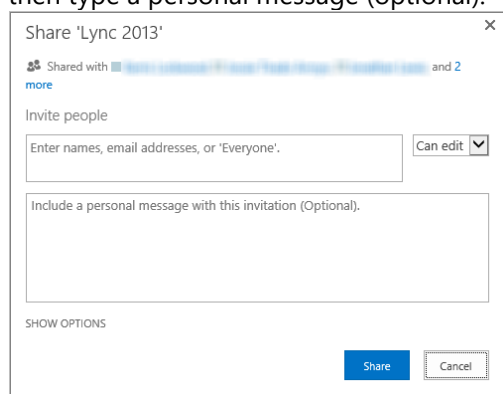 then type a personal message (optional).
Share 'Lync 2013'
Shared with
and 2
more
Invite people
Enter names, email addresses, or 'Everyone'.
Can edit
Include a personal message with this invitation (Optional).
SHOW OPTIONS
Share
Cancel